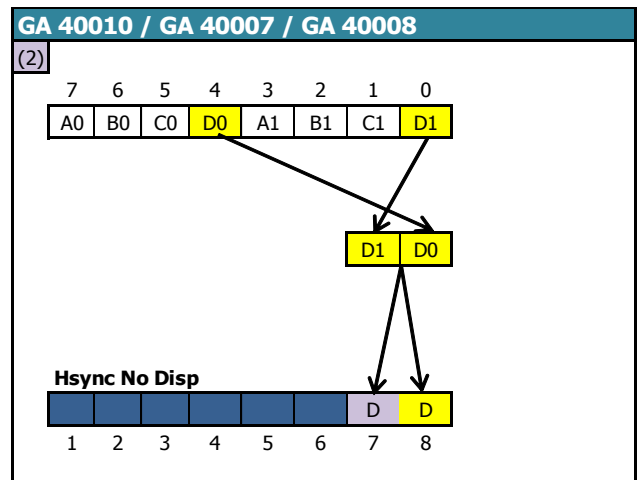 GA 40010 / GA 40007 / GA 40008
(2)
7 6 5 4 3 2 1 0
A0 B0 C0 D0 A1 B1 C1 D1
D1 D0
Hsync No Disp
D D
1 2 3 4 5 6 7 8